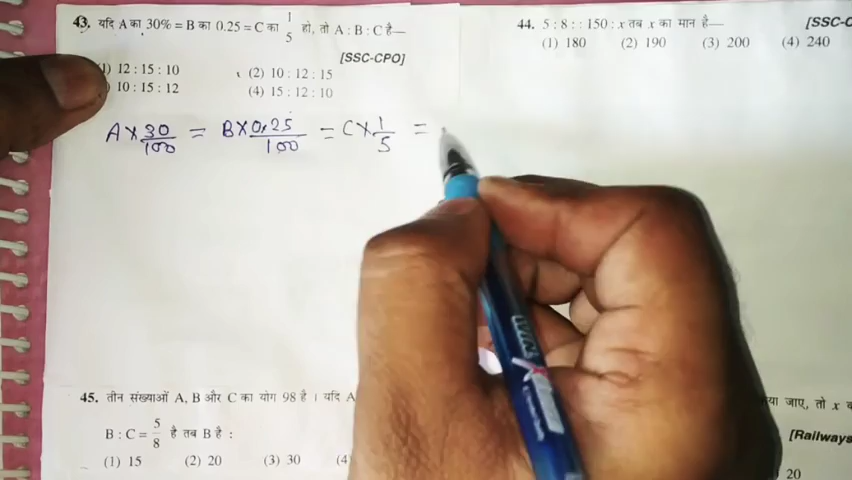 43. यदि A का 30% = B का 0.25 = C का 1/5 हो, तो A : B : C है—
[SSC-CPO]
12 : 15 : 10 (2) 10 : 12 : 15
10 : 15 : 12 (4) 15 : 12 : 10
A × 30/100 = B × 0.25/100 = C × 1/5 =
44. 5 : 8 : : 150 : x तब x का मान है—
[SSC-C
(1) 180 (2) 190 (3) 200 (4) 240
45. तीन संख्याओं A, B और C का योग 98 है । यदि A
B : C = 5/8 है तब B है :
(1) 15 (2) 20 (3) 30 (4)
जाए, तो x
[Railways
20